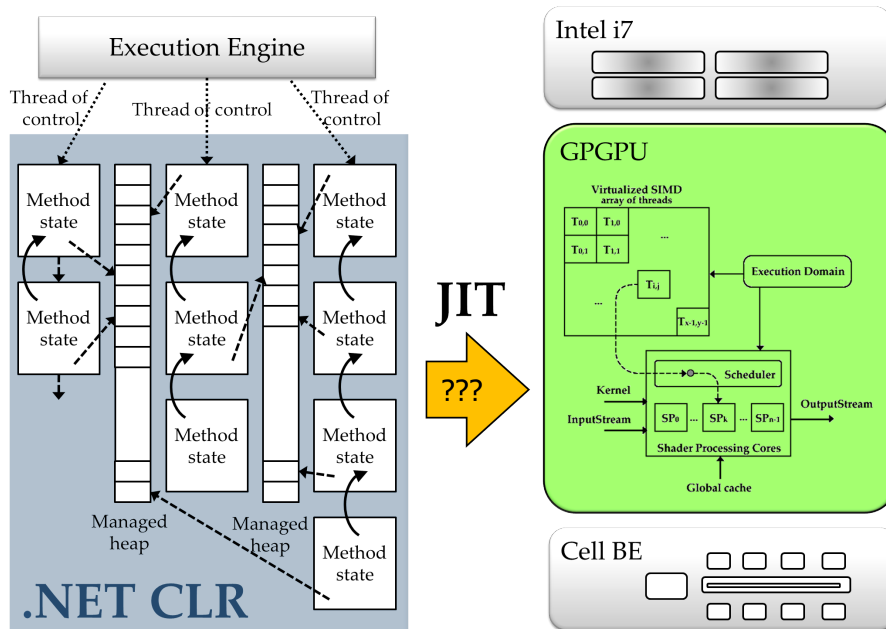 Execution Engine
Thread of
control
Thread of control
Thread of
control
Method
state
Method
state
Method
state
Method
state
Method
state
Method
state
Method
state
Method
state
Method
state
Managed
heap
Managed
heap
.NET CLR
JIT
???
Intel i7
GPGPU
Virtualized SIMD
array of threads
T0,0
T1,0
...
T0,1
T1,1
...
Ti,j
Tx-1,y-1
Execution Domain
Scheduler
Kernel
InputStream
OutputStream
SP0
...
SPk
...
SPn-1
Shader Processing Cores
Global cache
Cell BE